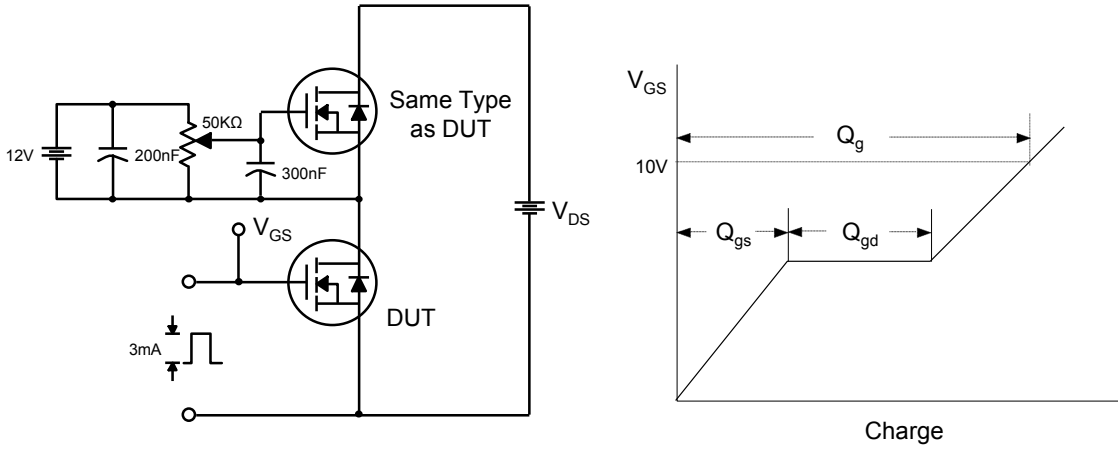 Same Type
as DUT
50KΩ
12V
200nF
300nF
V_GS
V_DS
DUT
3mA
V_GS
Q_g
10V
Q_gs
Q_gd
Charge